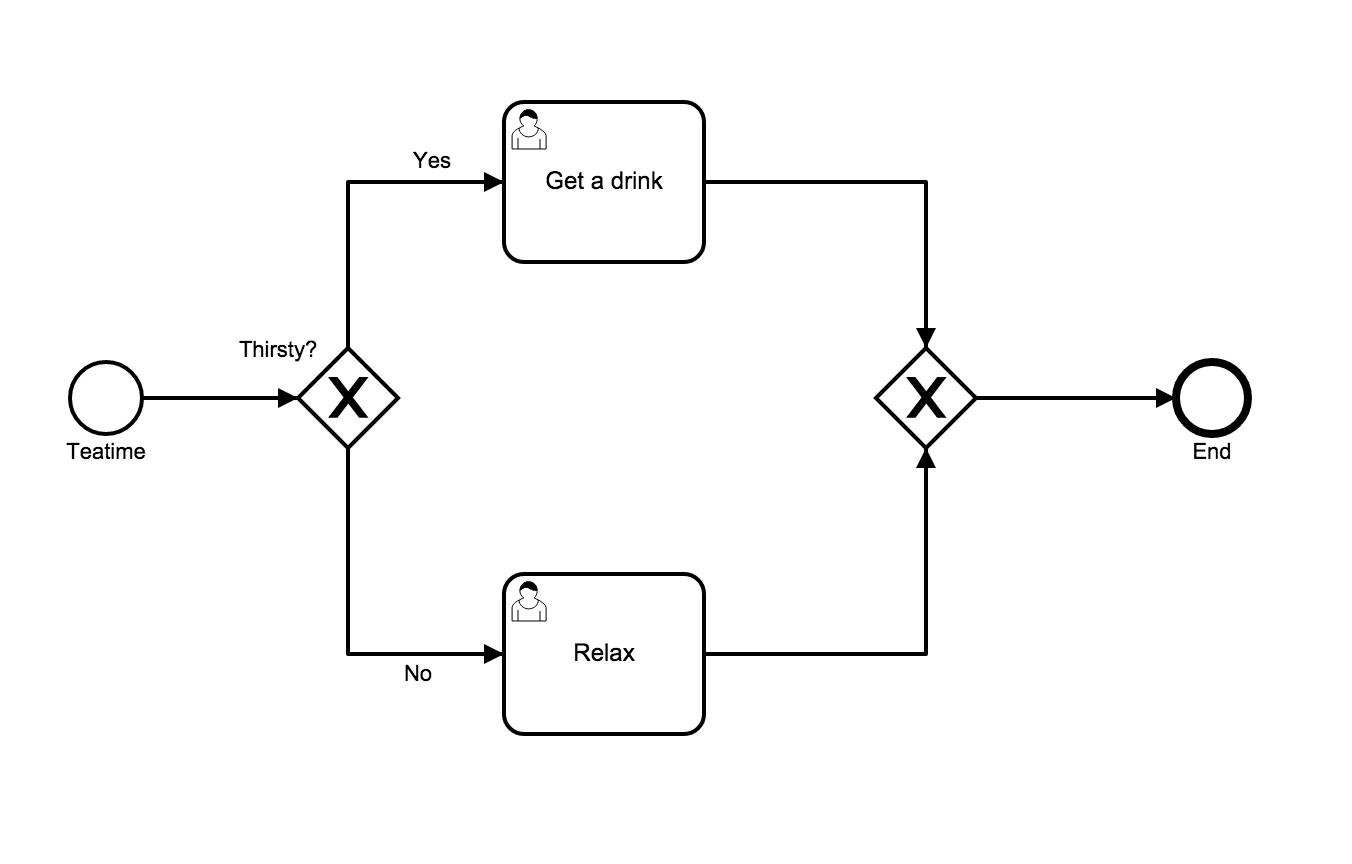 Yes
Get a drink
Thirsty?
X
X
Teatime
End
Relax
No